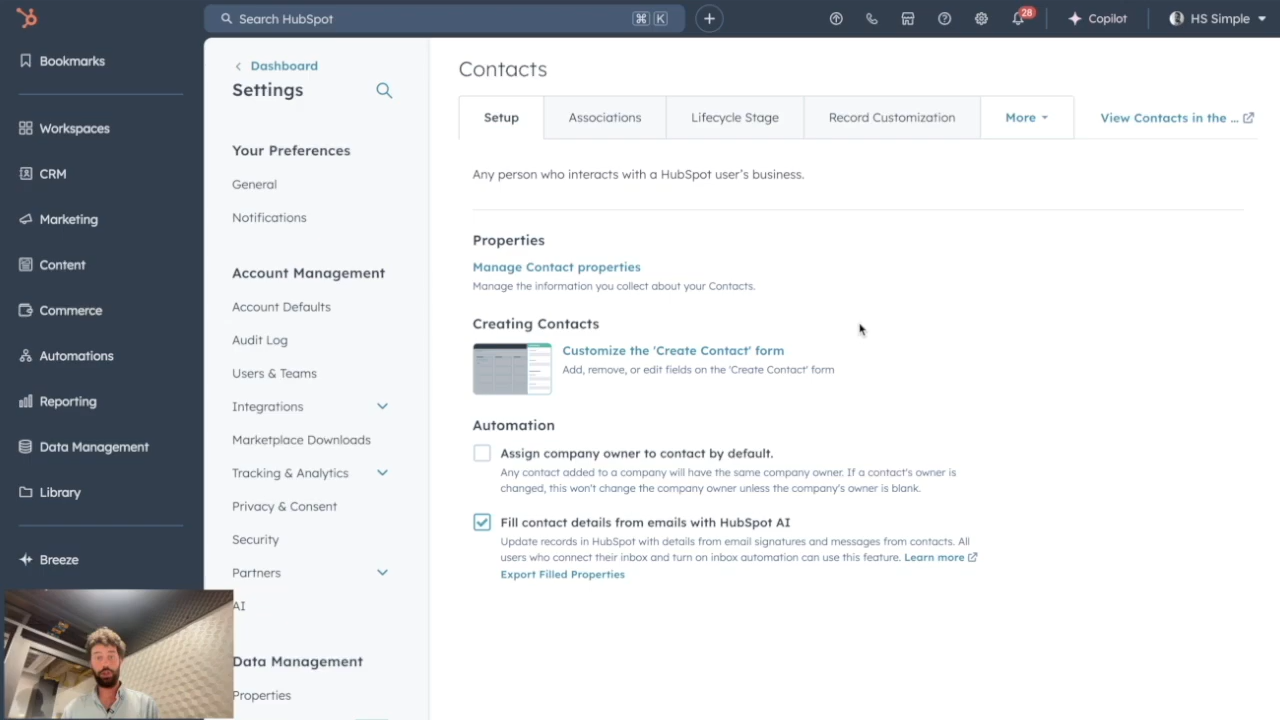 Search HubSpot
⌘ K
28
Copilot
HS Simple
Bookmarks
Workspaces
CRM
Marketing
Content
Commerce
Automations
Reporting
Data Management
Library
Breeze
Dashboard
Settings
Your Preferences
General
Notifications
Account Management
Account Defaults
Audit Log
Users & Teams
Integrations
Marketplace Downloads
Tracking & Analytics
Privacy & Consent
Security
Partners
AI
Data Management
Properties
Contacts
Setup
Associations
Lifecycle Stage
Record Customization
More
View Contacts in the ...
Any person who interacts with a HubSpot user's business.
Properties
Manage Contact properties
Manage the information you collect about your Contacts.
Creating Contacts
Customize the 'Create Contact' form
Add, remove, or edit fields on the 'Create Contact' form
Automation
Assign company owner to contact by default.
Any contact added to a company will have the same company owner. If a contact's owner is
changed, this won't change the company owner unless the company's owner is blank.
Fill contact details from emails with HubSpot AI
Update records in HubSpot with details from email signatures and messages from contacts. All
users who connect their inbox and turn on inbox automation can use this feature. Learn more
Export Filled Properties